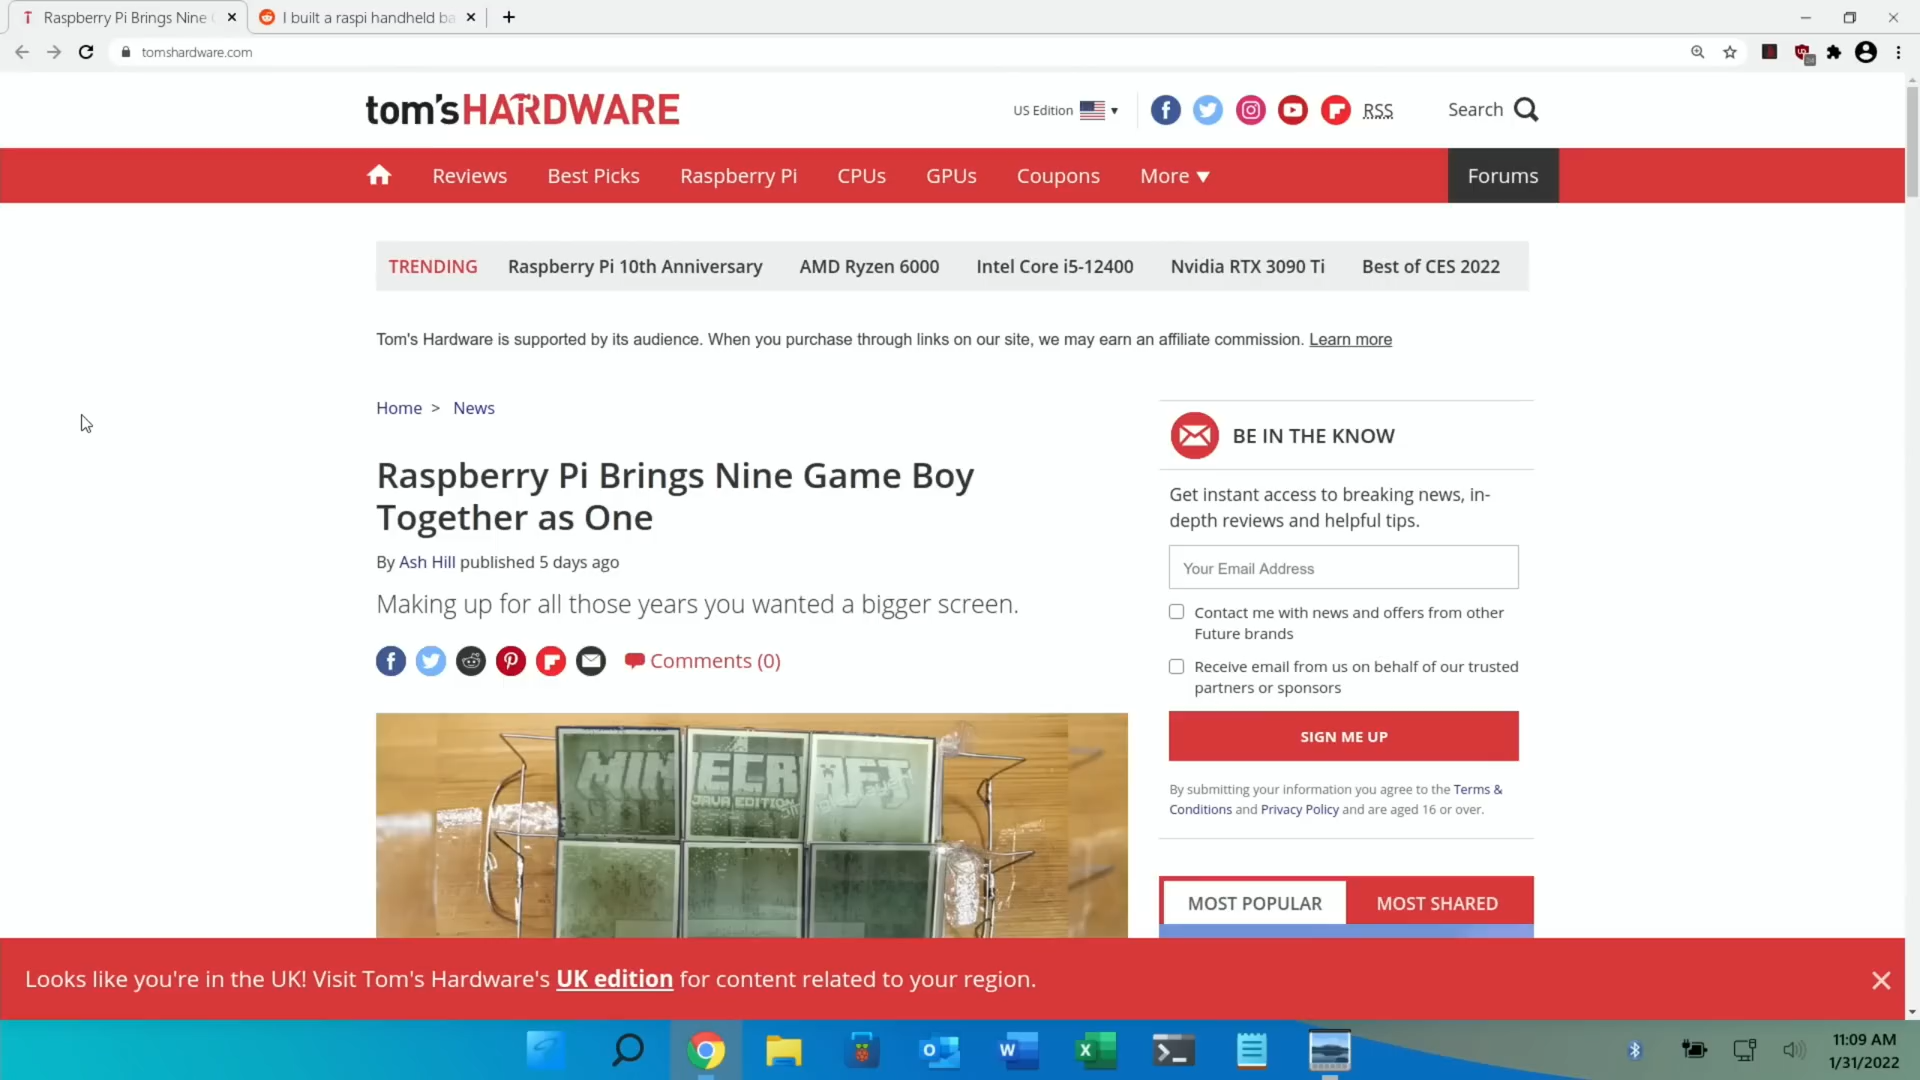 Raspberry Pi Brings Nine
I built a raspi handheld ba
tomshardware.com
tom'sHARDWARE
US Edition
RSS
Search
Reviews
Best Picks
Raspberry Pi
CPUs
GPUs
Coupons
More
Forums
TRENDING
Raspberry Pi 10th Anniversary
AMD Ryzen 6000
Intel Core i5-12400
Nvidia RTX 3090 Ti
Best of CES 2022
Tom's Hardware is supported by its audience. When you purchase through links on our site, we may earn an affiliate commission. Learn more
Home > News
Raspberry Pi Brings Nine Game Boy
Together as One
By Ash Hill published 5 days ago
Making up for all those years you wanted a bigger screen.
Comments (0)
MINECRAFT
JAVA EDITION
BE IN THE KNOW
Get instant access to breaking news, in-
depth reviews and helpful tips.
Your Email Address
Contact me with news and offers from other
Future brands
Receive email from us on behalf of our trusted
partners or sponsors
SIGN ME UP
By submitting your information you agree to the Terms &
Conditions and Privacy Policy and are aged 16 or over.
MOST POPULAR
MOST SHARED
Looks like you're in the UK! Visit Tom's Hardware's UK edition for content related to your region.
11:09 AM
1/31/2022